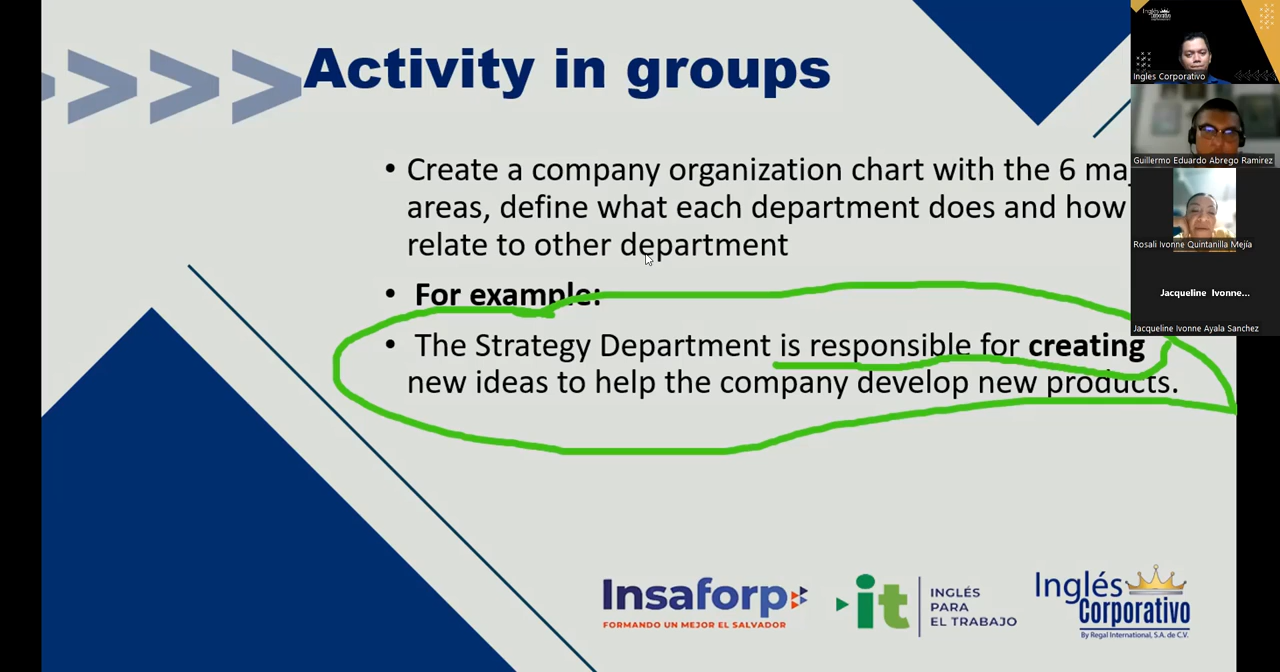 Activity in groups
• Create a company organization chart with the 6 ma
areas, define what each department does and how
relate to other department
• For example:
• The Strategy Department is responsible for creating
new ideas to help the company develop new products.
Insaforp
FORMANDO UN MEJOR EL SALVADOR
it
INGLÉS
PARA
EL TRABAJO
Inglés
Corporativo
By Regal International, S.A. de C.V.
Inglés
Corporativo
Ingles Corporativo
Guillermo Eduardo Abrego Ramirez
Rosali Ivonne Quintanilla Mejía
Jacqueline Ivonne...
Jacqueline Ivonne Ayala Sanchez